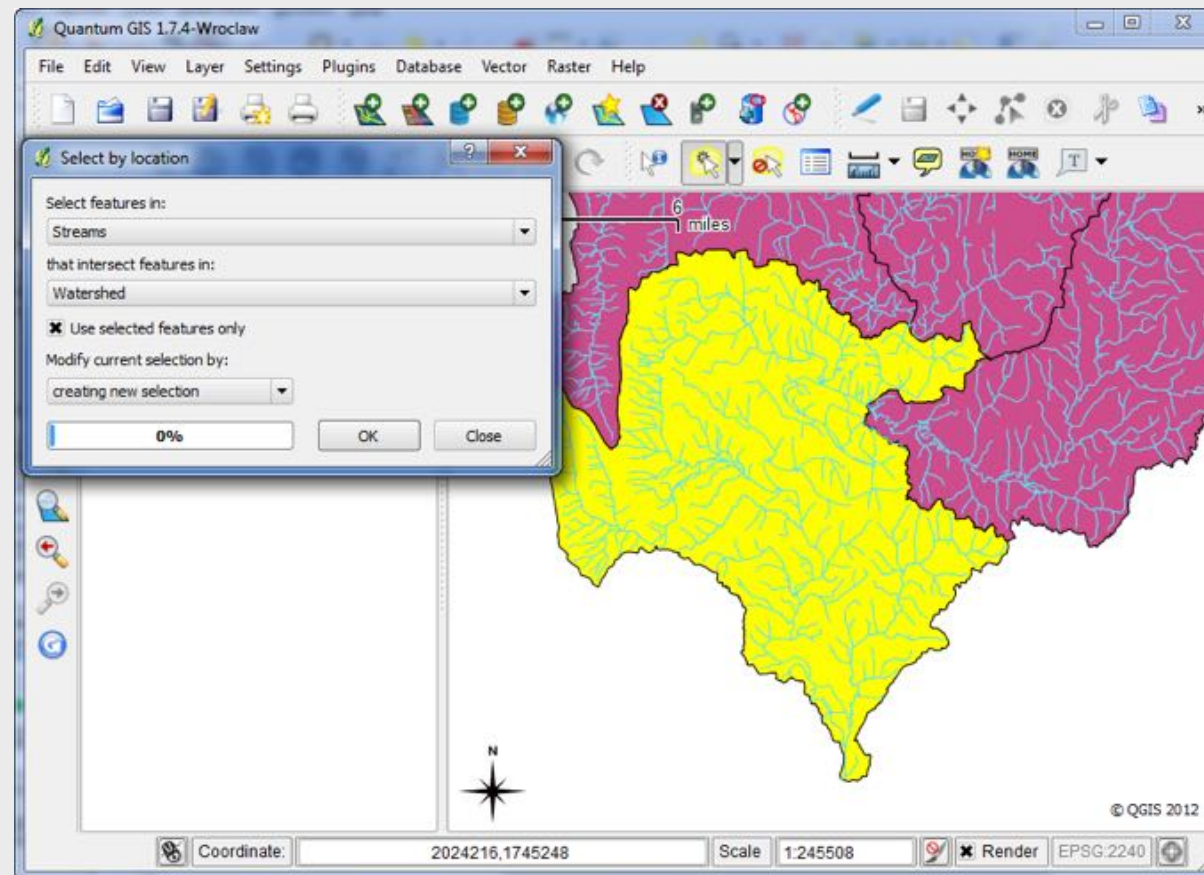 Quantum GIS 1.7.4-Wroclaw
File Edit View Layer Settings Plugins Database Vector Raster Help
Select by location
Select features in:
Streams
that intersect features in:
Watershed
Use selected features only
Modify current selection by:
creating new selection
0% OK Close
6
miles
N
© QGIS 2012
Coordinate: 2024216,1745248 Scale 1:245508 Render EPSG:2240